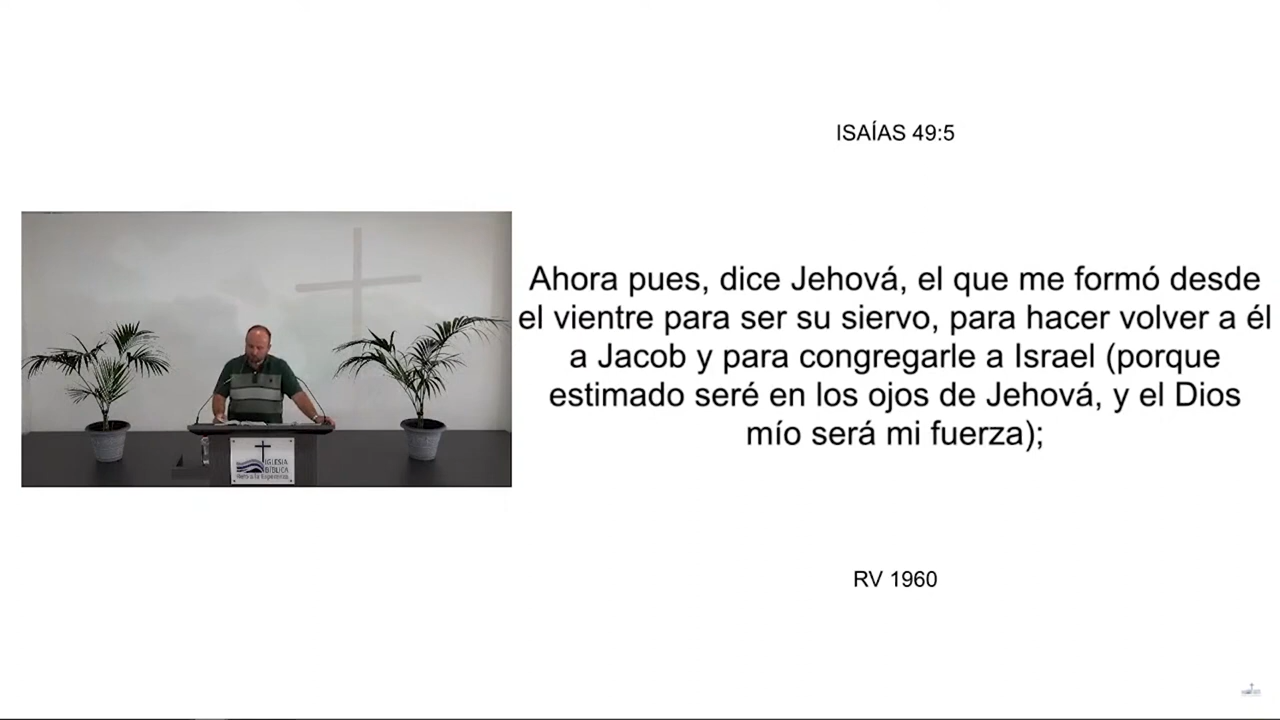 ISAÍAS 49:5
Ahora pues, dice Jehová, el que me formó desde
el vientre para ser su siervo, para hacer volver a él
a Jacob y para congregarle a Israel (porque
estimado seré en los ojos de Jehová, y el Dios
mío será mi fuerza);
RV 1960
IGLESIA
BÍBLICA